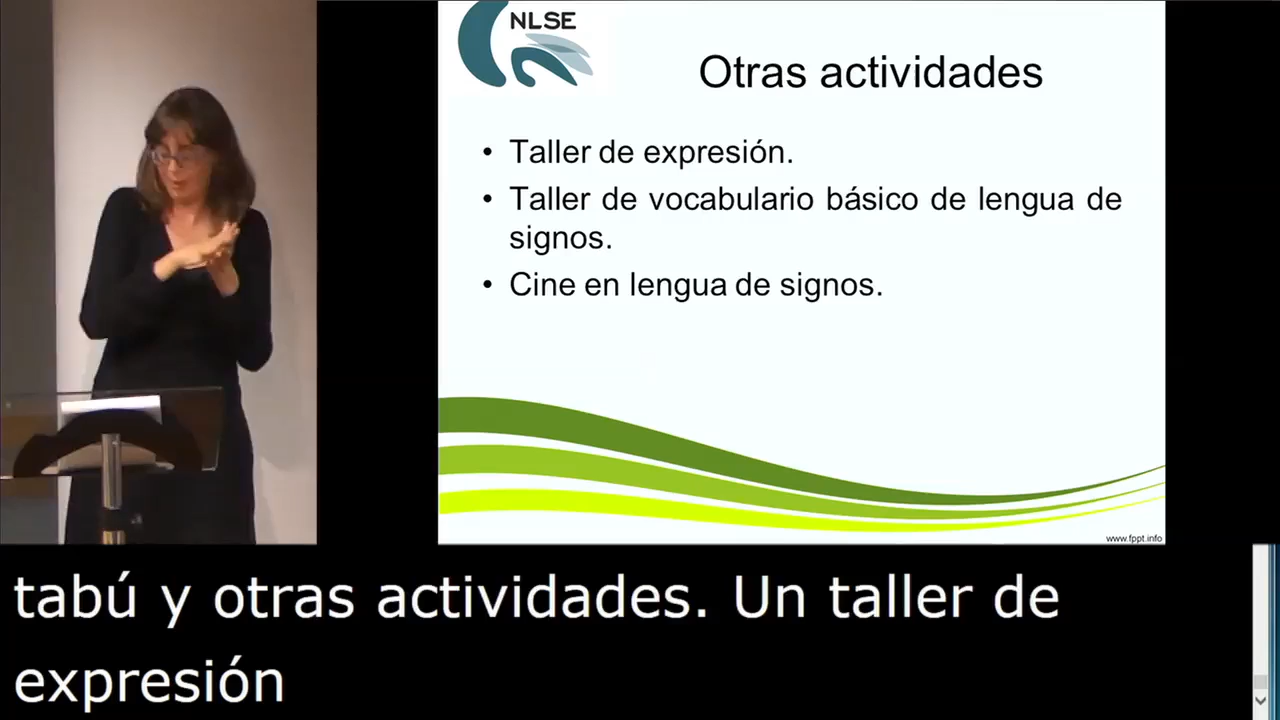 NLSE
Otras actividades
• Taller de expresión.
• Taller de vocabulario básico de lengua de
signos.
• Cine en lengua de signos.
www.fppt.info
tabú y otras actividades. Un taller de
expresión